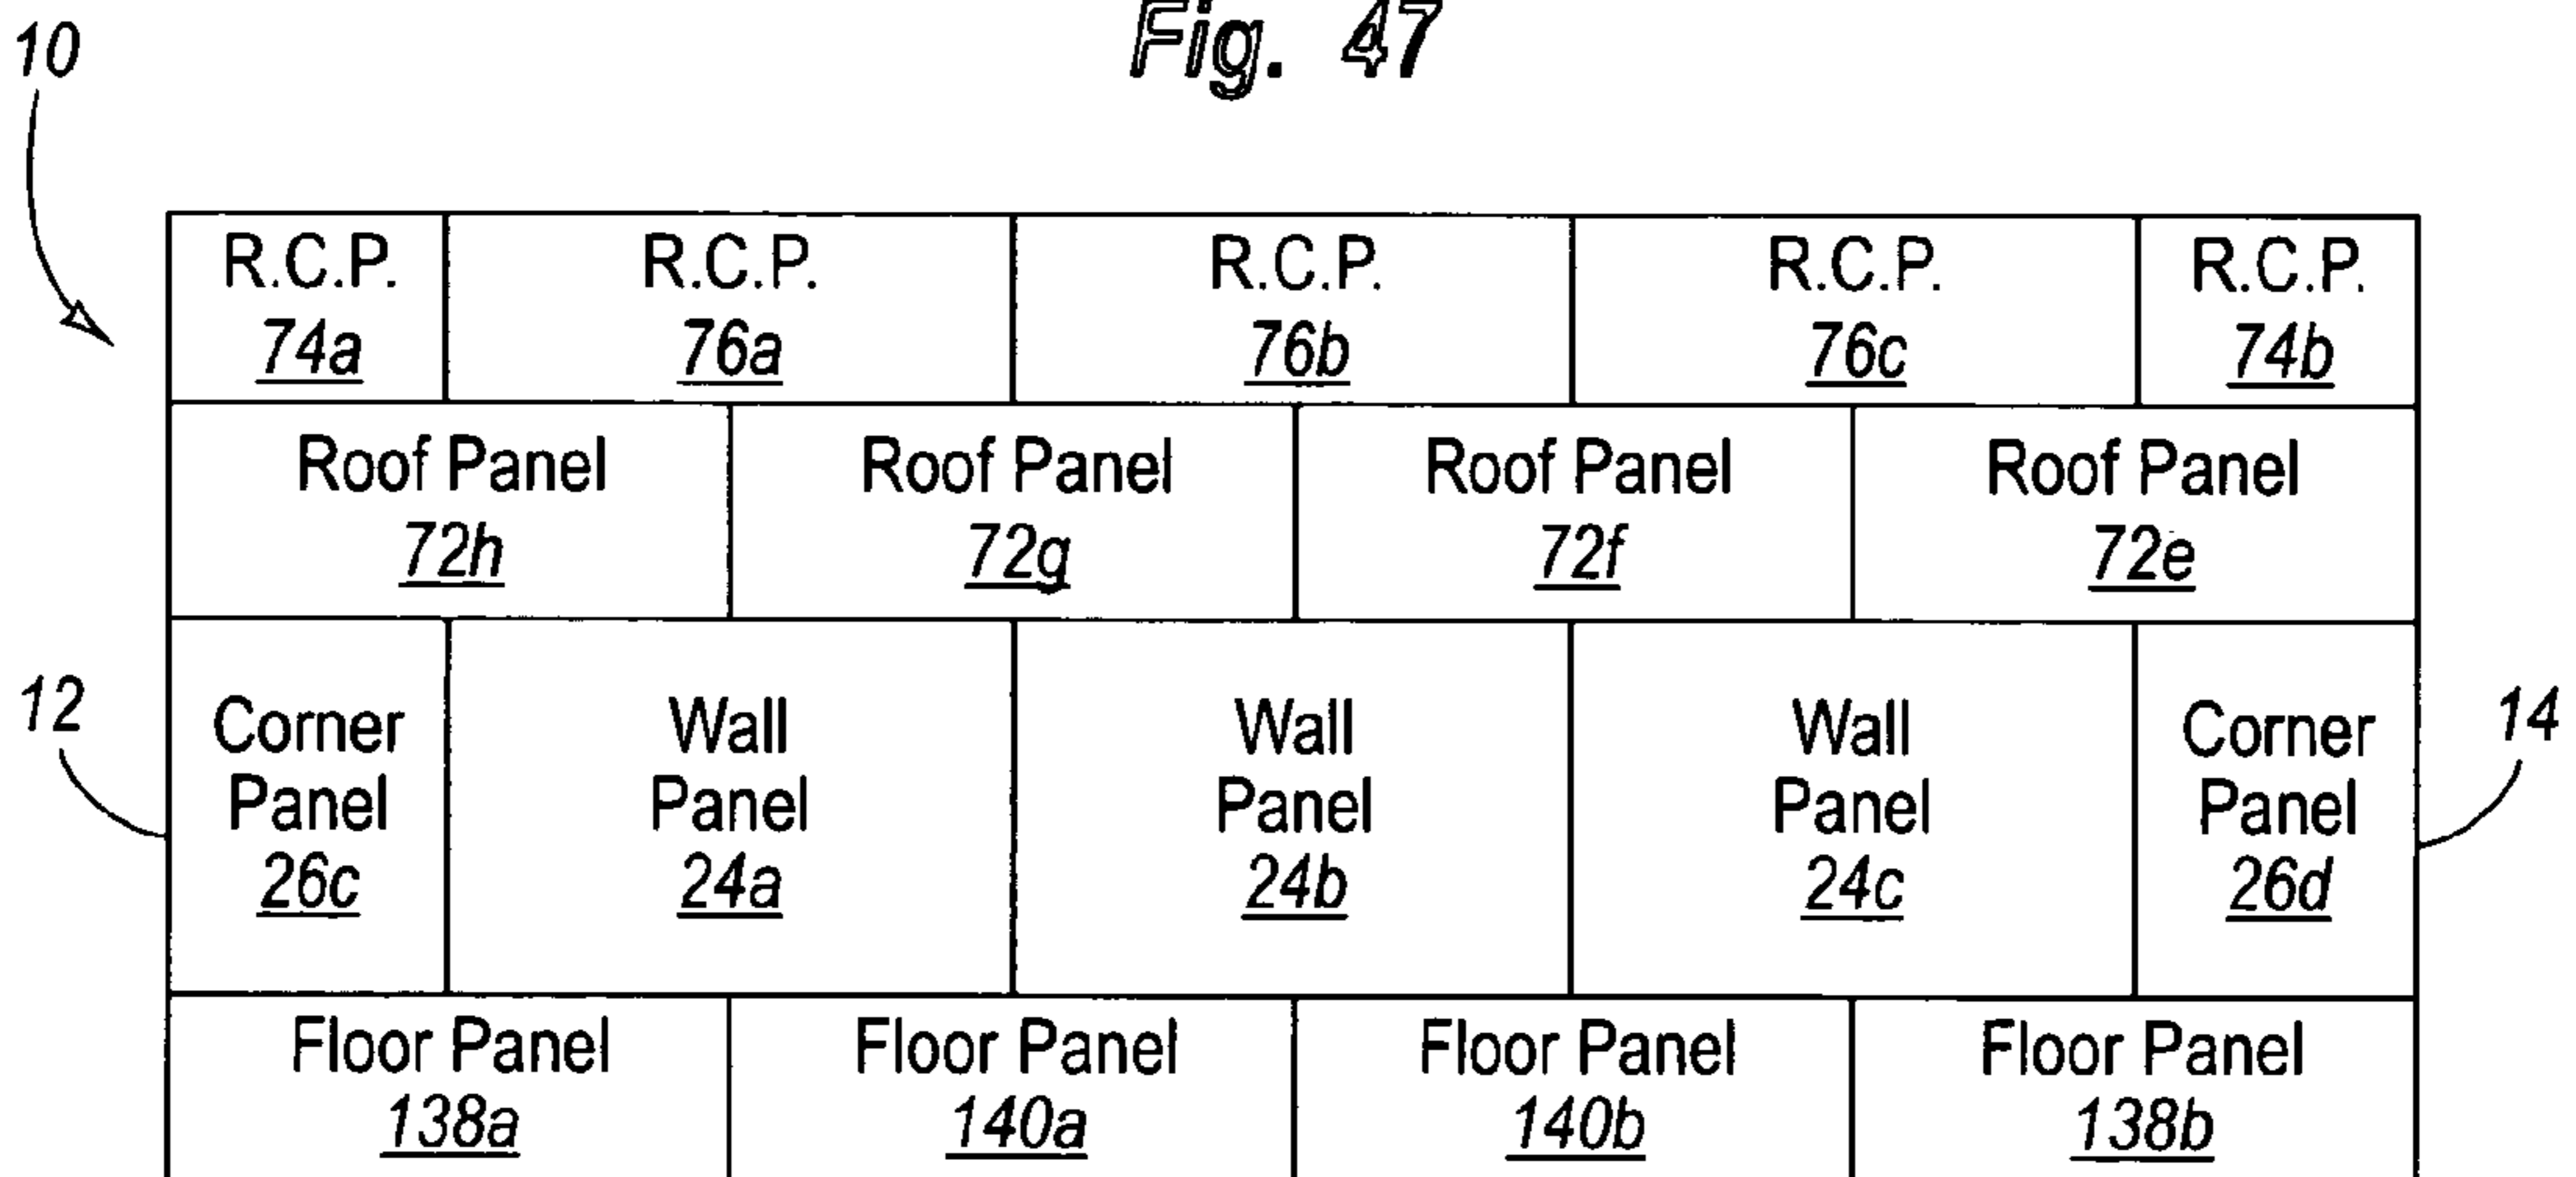 Fig. 47
10
R.C.P. R.C.P. R.C.P. R.C.P. R.C.P.
74a 76a 76b 76c 74b
Roof Panel Roof Panel Roof Panel Roof Panel
72h 72g 72f 72e
12
14
Corner Wall Wall Wall Corner
Panel Panel Panel Panel Panel
26c 24a 24b 24c 26d
Floor Panel Floor Panel Floor Panel Floor Panel
138a 140a 140b 138b